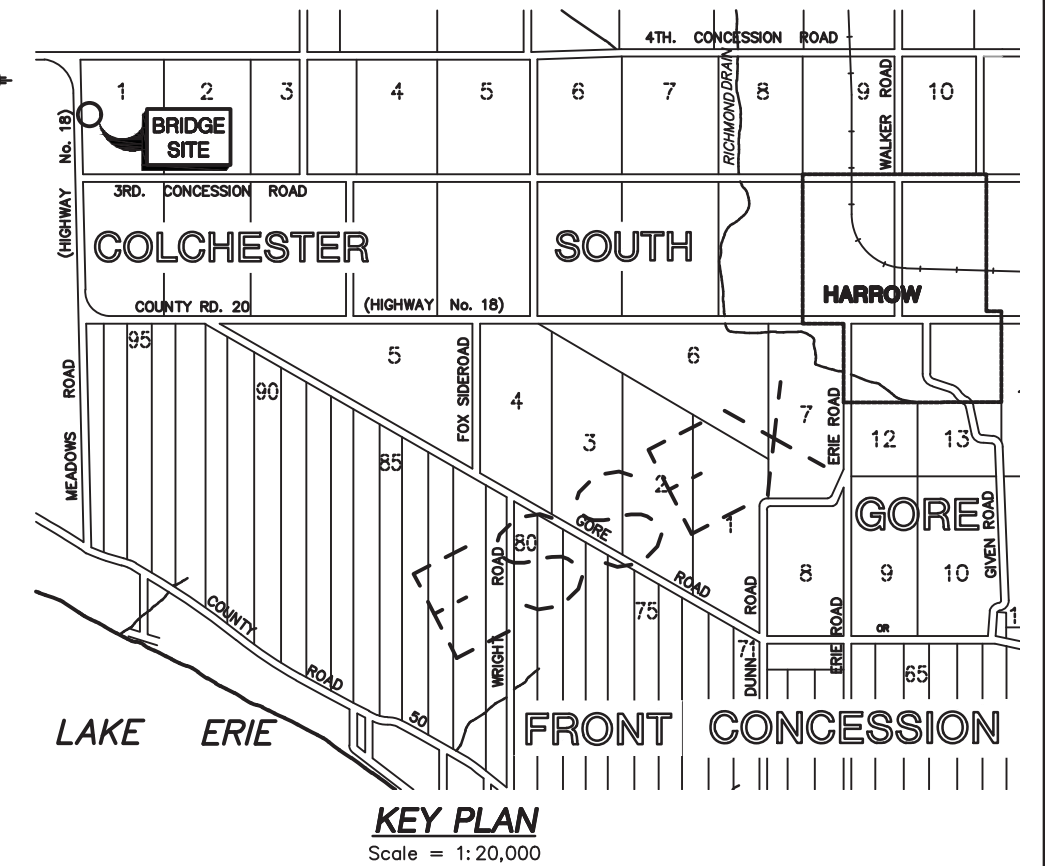 4TH. CONCESSION ROAD
1 2 3 4 5 6 7 8 9 10
RICHMOND DRAIN
WALKER ROAD
BRIDGE
SITE
(HIGHWAY No. 18)
3RD. CONCESSION ROAD
COLCHESTER SOUTH
HARROW
COUNTY RD. 20 (HIGHWAY No. 18)
95
90
85
80
75
71
65
5
4
3
2
1
6
7
8
12 13
9 10
1
MEADOWS ROAD
FOX SIDEROAD
ERIE ROAD
GORE
GIVEN ROAD
GORE ROAD
WRIGHT ROAD
DUNN ROAD
ERIE ROAD
OR
COUNTY ROAD 50
LAKE ERIE
FRONT CONCESSION
KEY PLAN
Scale = 1:20,000